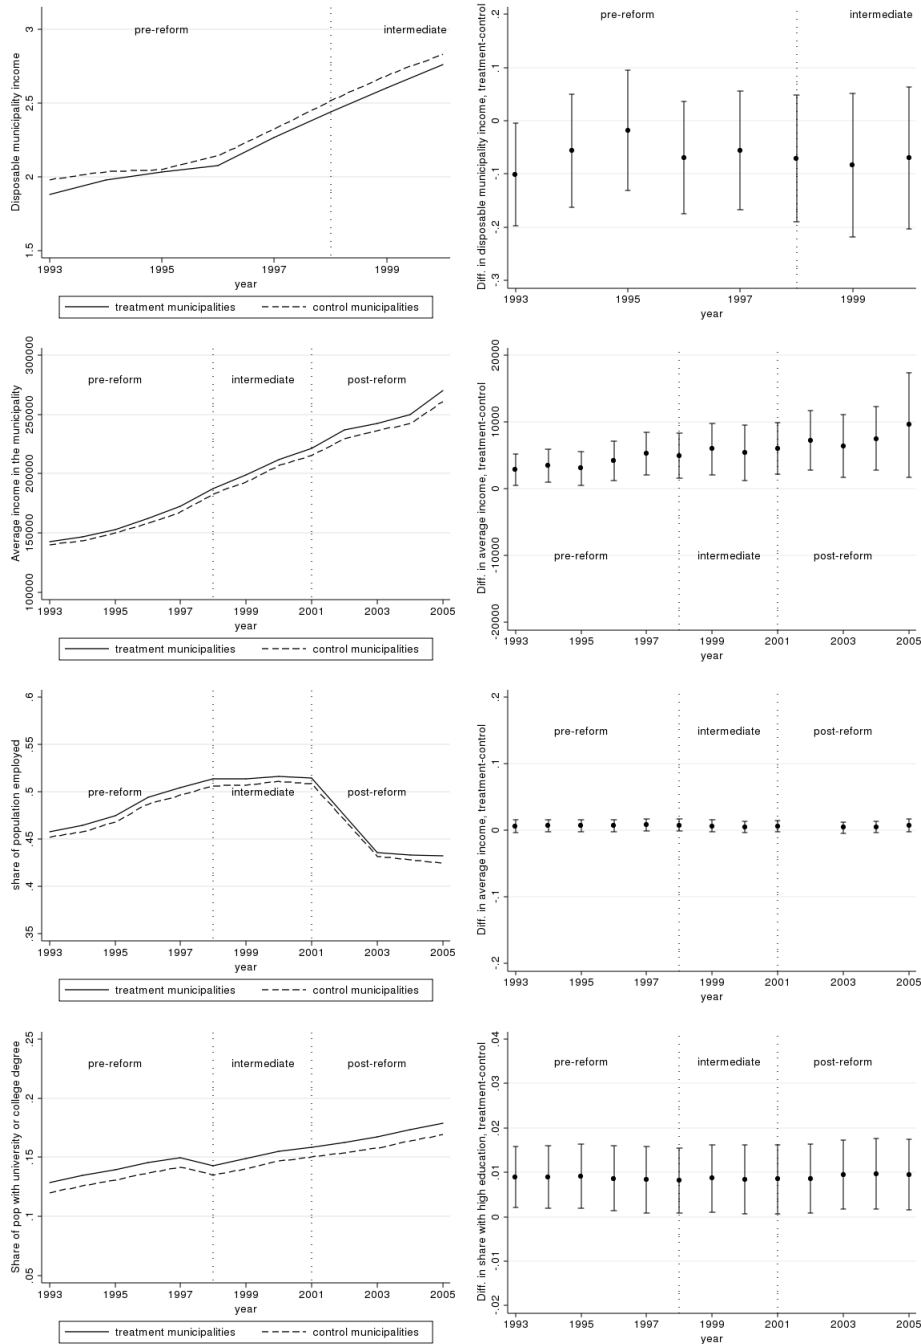 Disposable municipality income
1.5 2 2.5 3
pre-reform intermediate
1993 1995 1997 1999
year
treatment municipalities control municipalities
Diff. in disposable municipality income, treatment-control
-.3 -.2 -.1 0 .1 .2
pre-reform intermediate
1993 1995 1997 1999
year
Average income in the municipality
100000 150000 200000 250000 300000
pre-reform intermediate post-reform
1993 1995 1997 1999 2001 2003 2005
year
treatment municipalities control municipalities
Diff. in average income, treatment-control
-20000 -10000 0 10000 20000
pre-reform intermediate post-reform
1993 1995 1997 1999 2001 2003 2005
year
share of population employed
.35 .4 .45 .5 .55 .6
pre-reform intermediate post-reform
1993 1995 1997 1999 2001 2003 2005
year
treatment municipalities control municipalities
Diff. in average income, treatment-control
-.2 -.1 0 .1 .2
pre-reform intermediate post-reform
1993 1995 1997 1999 2001 2003 2005
year
Share of pop with university or college degree
.05 .1 .15 .2 .25
pre-reform intermediate post-reform
1993 1995 1997 1999 2001 2003 2005
year
treatment municipalities control municipalities
Diff. in share with high education, treatment-control
-.02 -.01 0 .01 .02 .03 .04
pre-reform intermediate post-reform
1993 1995 1997 1999 2001 2003 2005
year